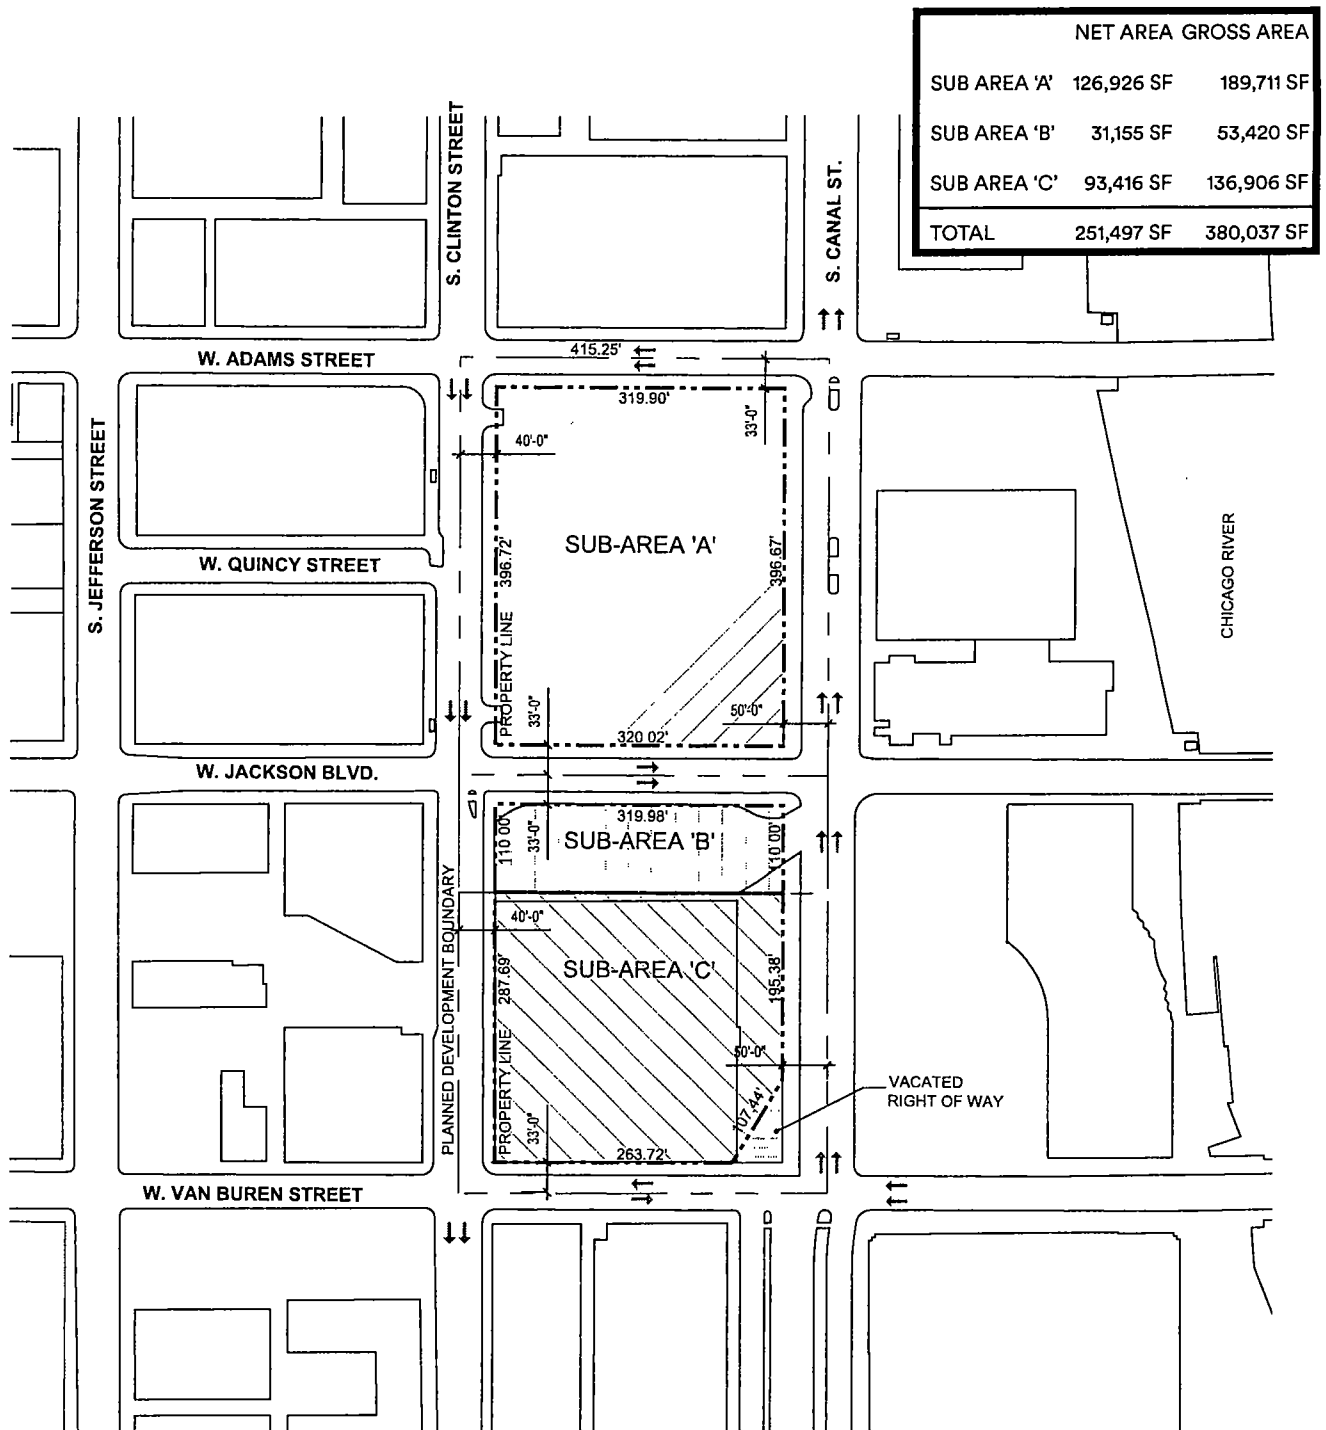 NET AREA GROSS AREA
SUB AREA 'A' 126,926 SF 189,711 SF
SUB AREA 'B' 31,155 SF 53,420 SF
SUB AREA 'C' 93,416 SF 136,906 SF
TOTAL 251,497 SF 380,037 SF
S. CLINTON STREET
S. CANAL ST.
W. ADAMS STREET
415.25'
319.90'
33'-0"
40'-0"
S. JEFFERSON STREET
SUB-AREA 'A'
396.72'
396.67'
W. QUINCY STREET
CHICAGO RIVER
PROPERTY LINE
33'-0"
50'-0"
320.02'
W. JACKSON BLVD.
319.98'
110.00'
33'-0"
SUB-AREA 'B'
110.00'
PLANNED DEVELOPMENT BOUNDARY
40'-0"
SUB-AREA 'C'
287.69'
195.38'
PROPERTY LINE
50'-0"
VACATED
RIGHT OF WAY
107.44'
33'-0"
263.72'
W. VAN BUREN STREET